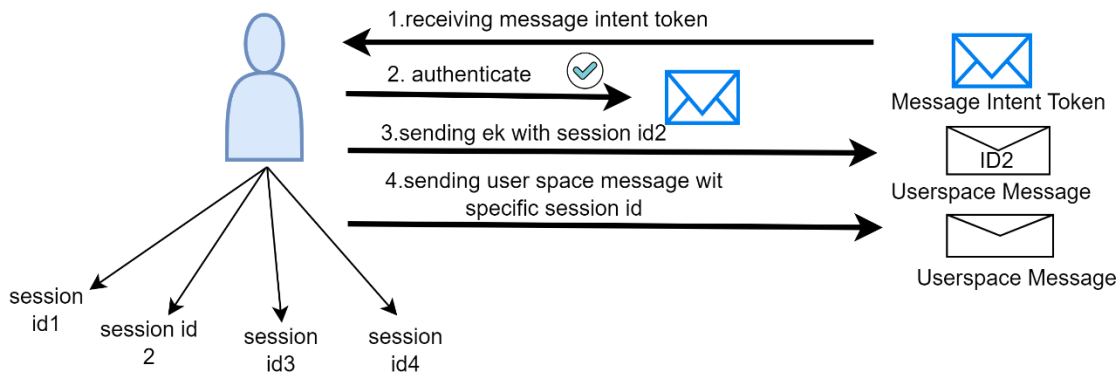 1.receiving message intent token
2. authenticate
Message Intent Token
3.sending ek with session id2
ID2
Userspace Message
4.sending user space message wit
specific session id
Userspace Message
session
id1
session id
2
session
id3
session
id4